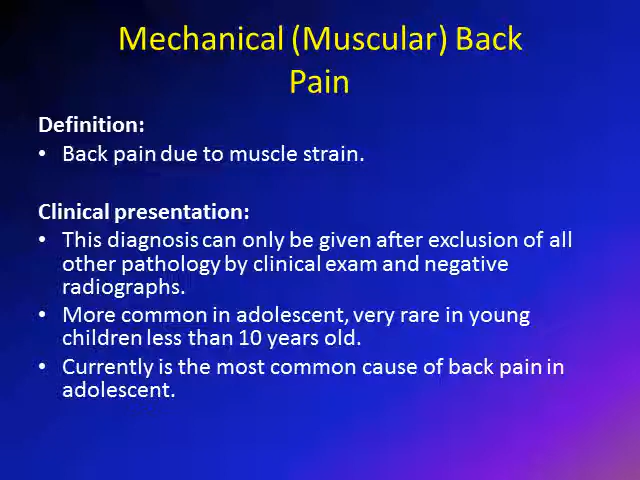 Mechanical (Muscular) Back
Pain
Definition:
• Back pain due to muscle strain.
Clinical presentation:
• This diagnosis can only be given after exclusion of all
other pathology by clinical exam and negative
radiographs.
• More common in adolescent, very rare in young
children less than 10 years old.
• Currently is the most common cause of back pain in
adolescent.